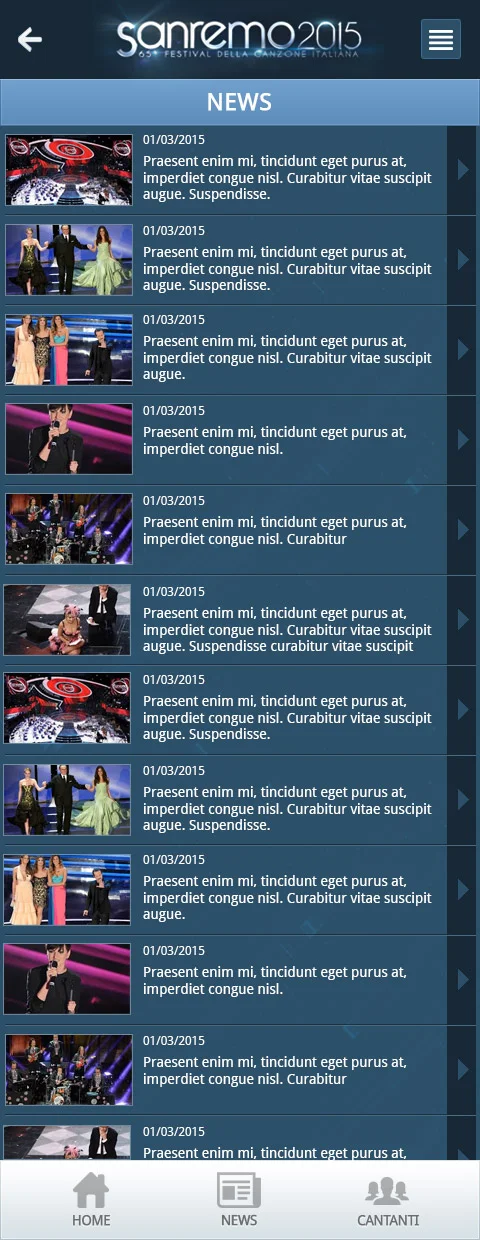 sanremo2015
65° FESTIVAL DELLA CANZONE ITALIANA
NEWS
01/03/2015
Praesent enim mi, tincidunt eget purus at,
imperdiet congue nisl. Curabitur vitae suscipit
augue. Suspendisse.
01/03/2015
Praesent enim mi, tincidunt eget purus at,
imperdiet congue nisl. Curabitur vitae suscipit
augue. Suspendisse.
01/03/2015
Praesent enim mi, tincidunt eget purus at,
imperdiet congue nisl. Curabitur vitae suscipit
augue.
01/03/2015
Praesent enim mi, tincidunt eget purus at,
imperdiet congue nisl.
01/03/2015
Praesent enim mi, tincidunt eget purus at,
imperdiet congue nisl. Curabitur
01/03/2015
Praesent enim mi, tincidunt eget purus at,
imperdiet congue nisl. Curabitur vitae suscipit
augue. Suspendisse curabitur vitae suscipit
01/03/2015
Praesent enim mi, tincidunt eget purus at,
imperdiet congue nisl. Curabitur vitae suscipit
augue. Suspendisse.
01/03/2015
Praesent enim mi, tincidunt eget purus at,
imperdiet congue nisl. Curabitur vitae suscipit
augue. Suspendisse.
01/03/2015
Praesent enim mi, tincidunt eget purus at,
imperdiet congue nisl. Curabitur vitae suscipit
augue.
01/03/2015
Praesent enim mi, tincidunt eget purus at,
imperdiet congue nisl.
01/03/2015
Praesent enim mi, tincidunt eget purus at,
imperdiet congue nisl. Curabitur
01/03/2015
Praesent enim mi, tincidunt eget purus at,
HOME
NEWS
CANTANTI